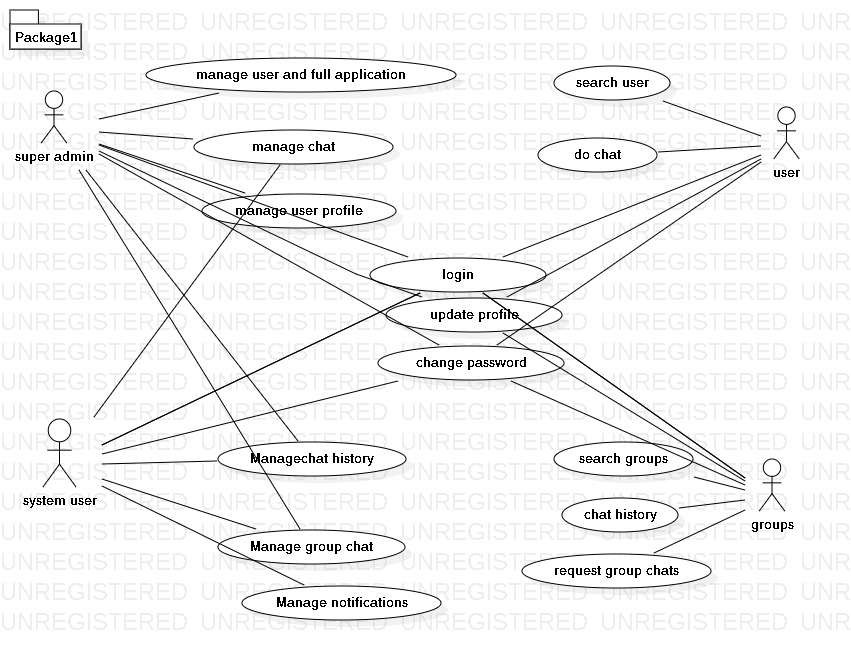 Package1
manage user and full application
search user
super admin
manage chat
do chat
user
manage user profile
login
update profile
change password
Managechat history
search groups
system user
chat history
groups
Manage group chat
request group chats
Manage notifications
UNREGISTERED UNREGISTERED UNREGISTERED UNREGISTERED UNR